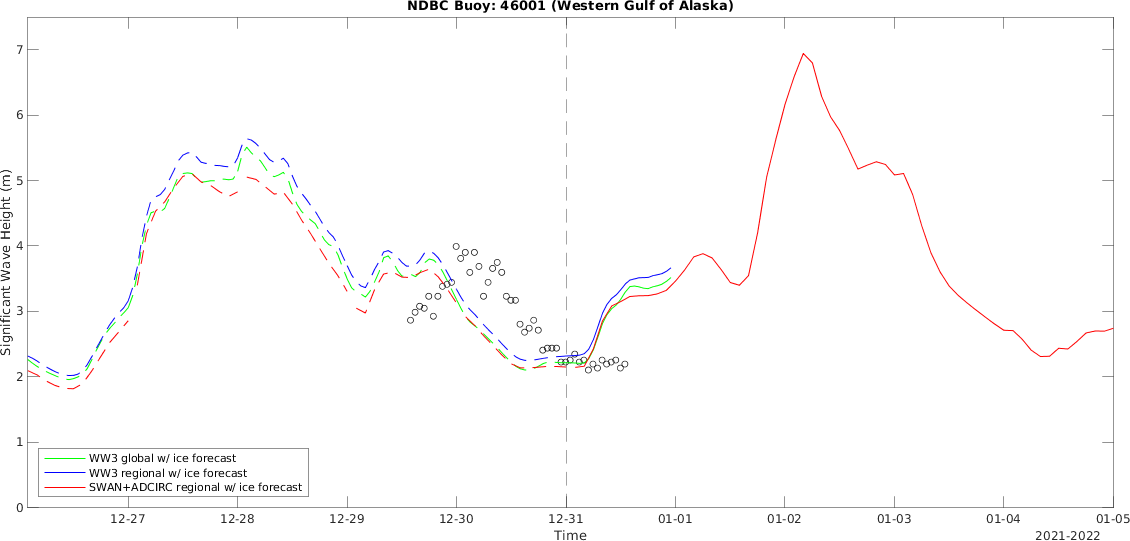 NDBC Buoy: 46001 (Western Gulf of Alaska)
Significant Wave Height (m)
7
6
5
4
3
2
1
0
WW3 global w/ ice forecast
WW3 regional w/ ice forecast
SWAN+ADCIRC regional w/ ice forecast
12-27 12-28 12-29 12-30 12-31 01-01 01-02 01-03 01-04 01-05
Time
2021-2022